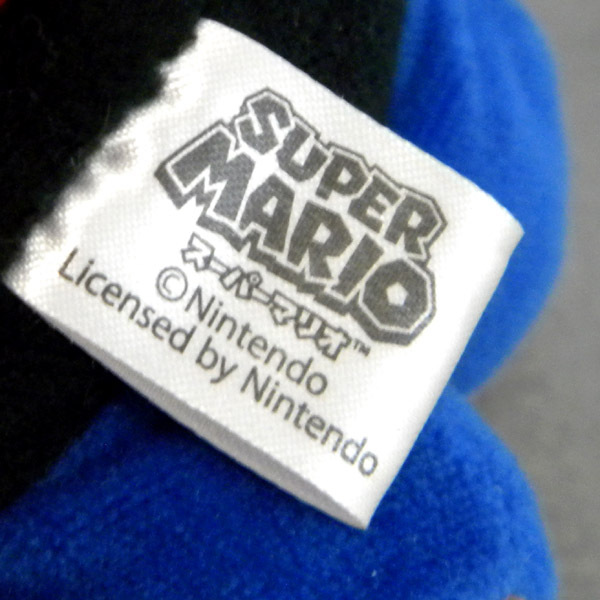 SUPER
MARIO
スーパーマリオ™
©Nintendo
Licensed by Nintendo